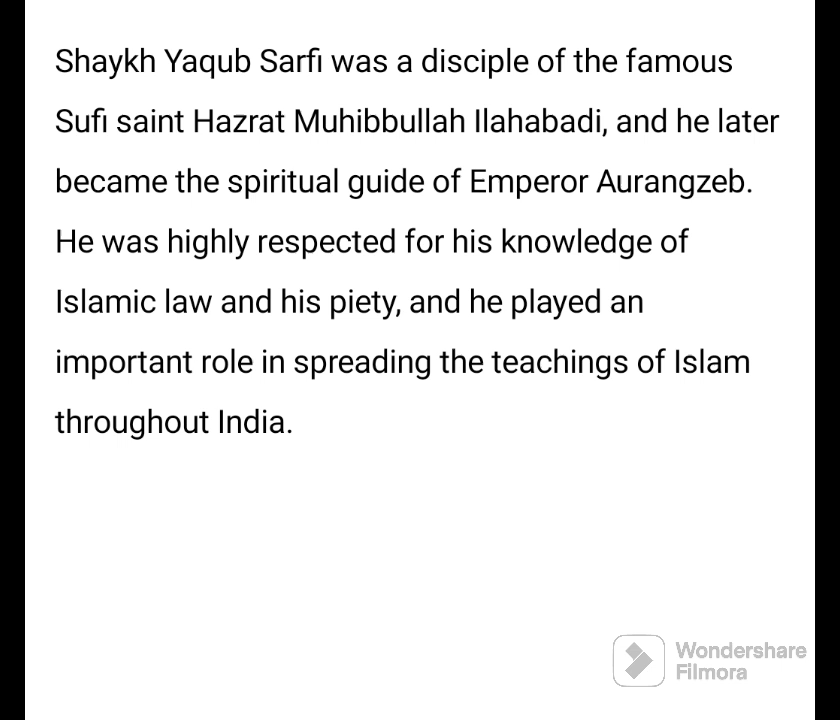 Shaykh Yaqub Sarfi was a disciple of the famous
Sufi saint Hazrat Muhibbullah Ilahabadi, and he later
became the spiritual guide of Emperor Aurangzeb.
He was highly respected for his knowledge of
Islamic law and his piety, and he played an
important role in spreading the teachings of Islam
throughout India.
Wondershare
Filmora